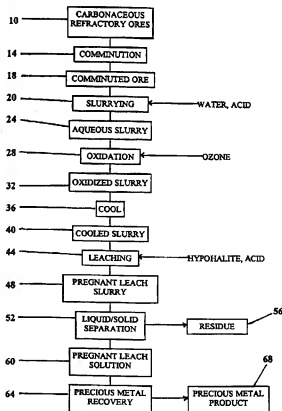 10
CARBONACEOUS
REFRACTORY ORES
14
COMMINUTION
18
COMMINUTED ORE
20
SLURRYING
WATER, ACID
24
AQUEOUS SLURRY
28
OXIDATION
OZONE
32
OXIDIZED SLURRY
36
COOL
40
COOLED SLURRY
44
LEACHING
HYPOHALITE, ACID
48
PREGNANT LEACH
SLURRY
52
LIQUID/SOLID
SEPARATION
RESIDUE
56
60
PREGNANT LEACH
SOLUTION
68
64
PRECIOUS METAL
RECOVERY
PRECIOUS METAL
PRODUCT